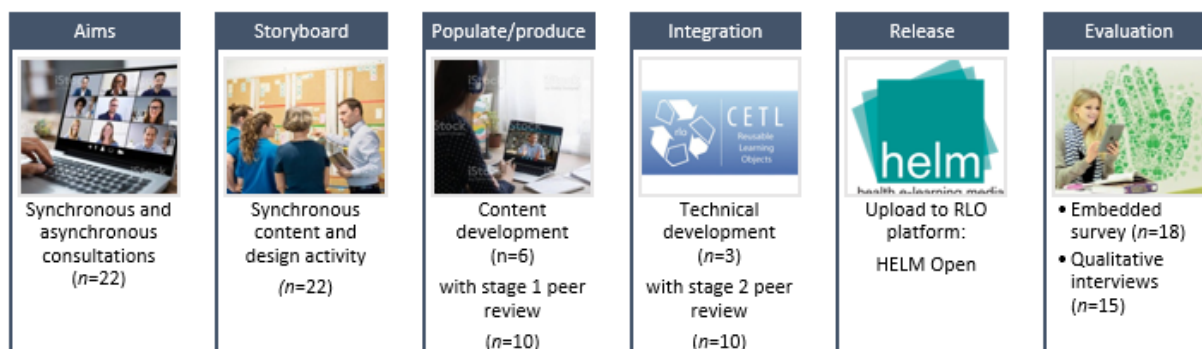 Aims
Synchronous and
asynchronous
consultations
(n=22)
Storyboard
Synchronous
content and
design activity
(n=22)
Populate/produce
iStock
Content
development
(n=6)
with stage 1 peer
review
(n=10)
Integration
rlo
CETL
Reusable
Learning
Objects
Technical
development
(n=3)
with stage 2 peer
review
(n=10)
Release
helm
health e-learning media
Upload to RLO
platform:
HELM Open
Evaluation
• Embedded
survey (n=18)
• Qualitative
interviews
(n=15)